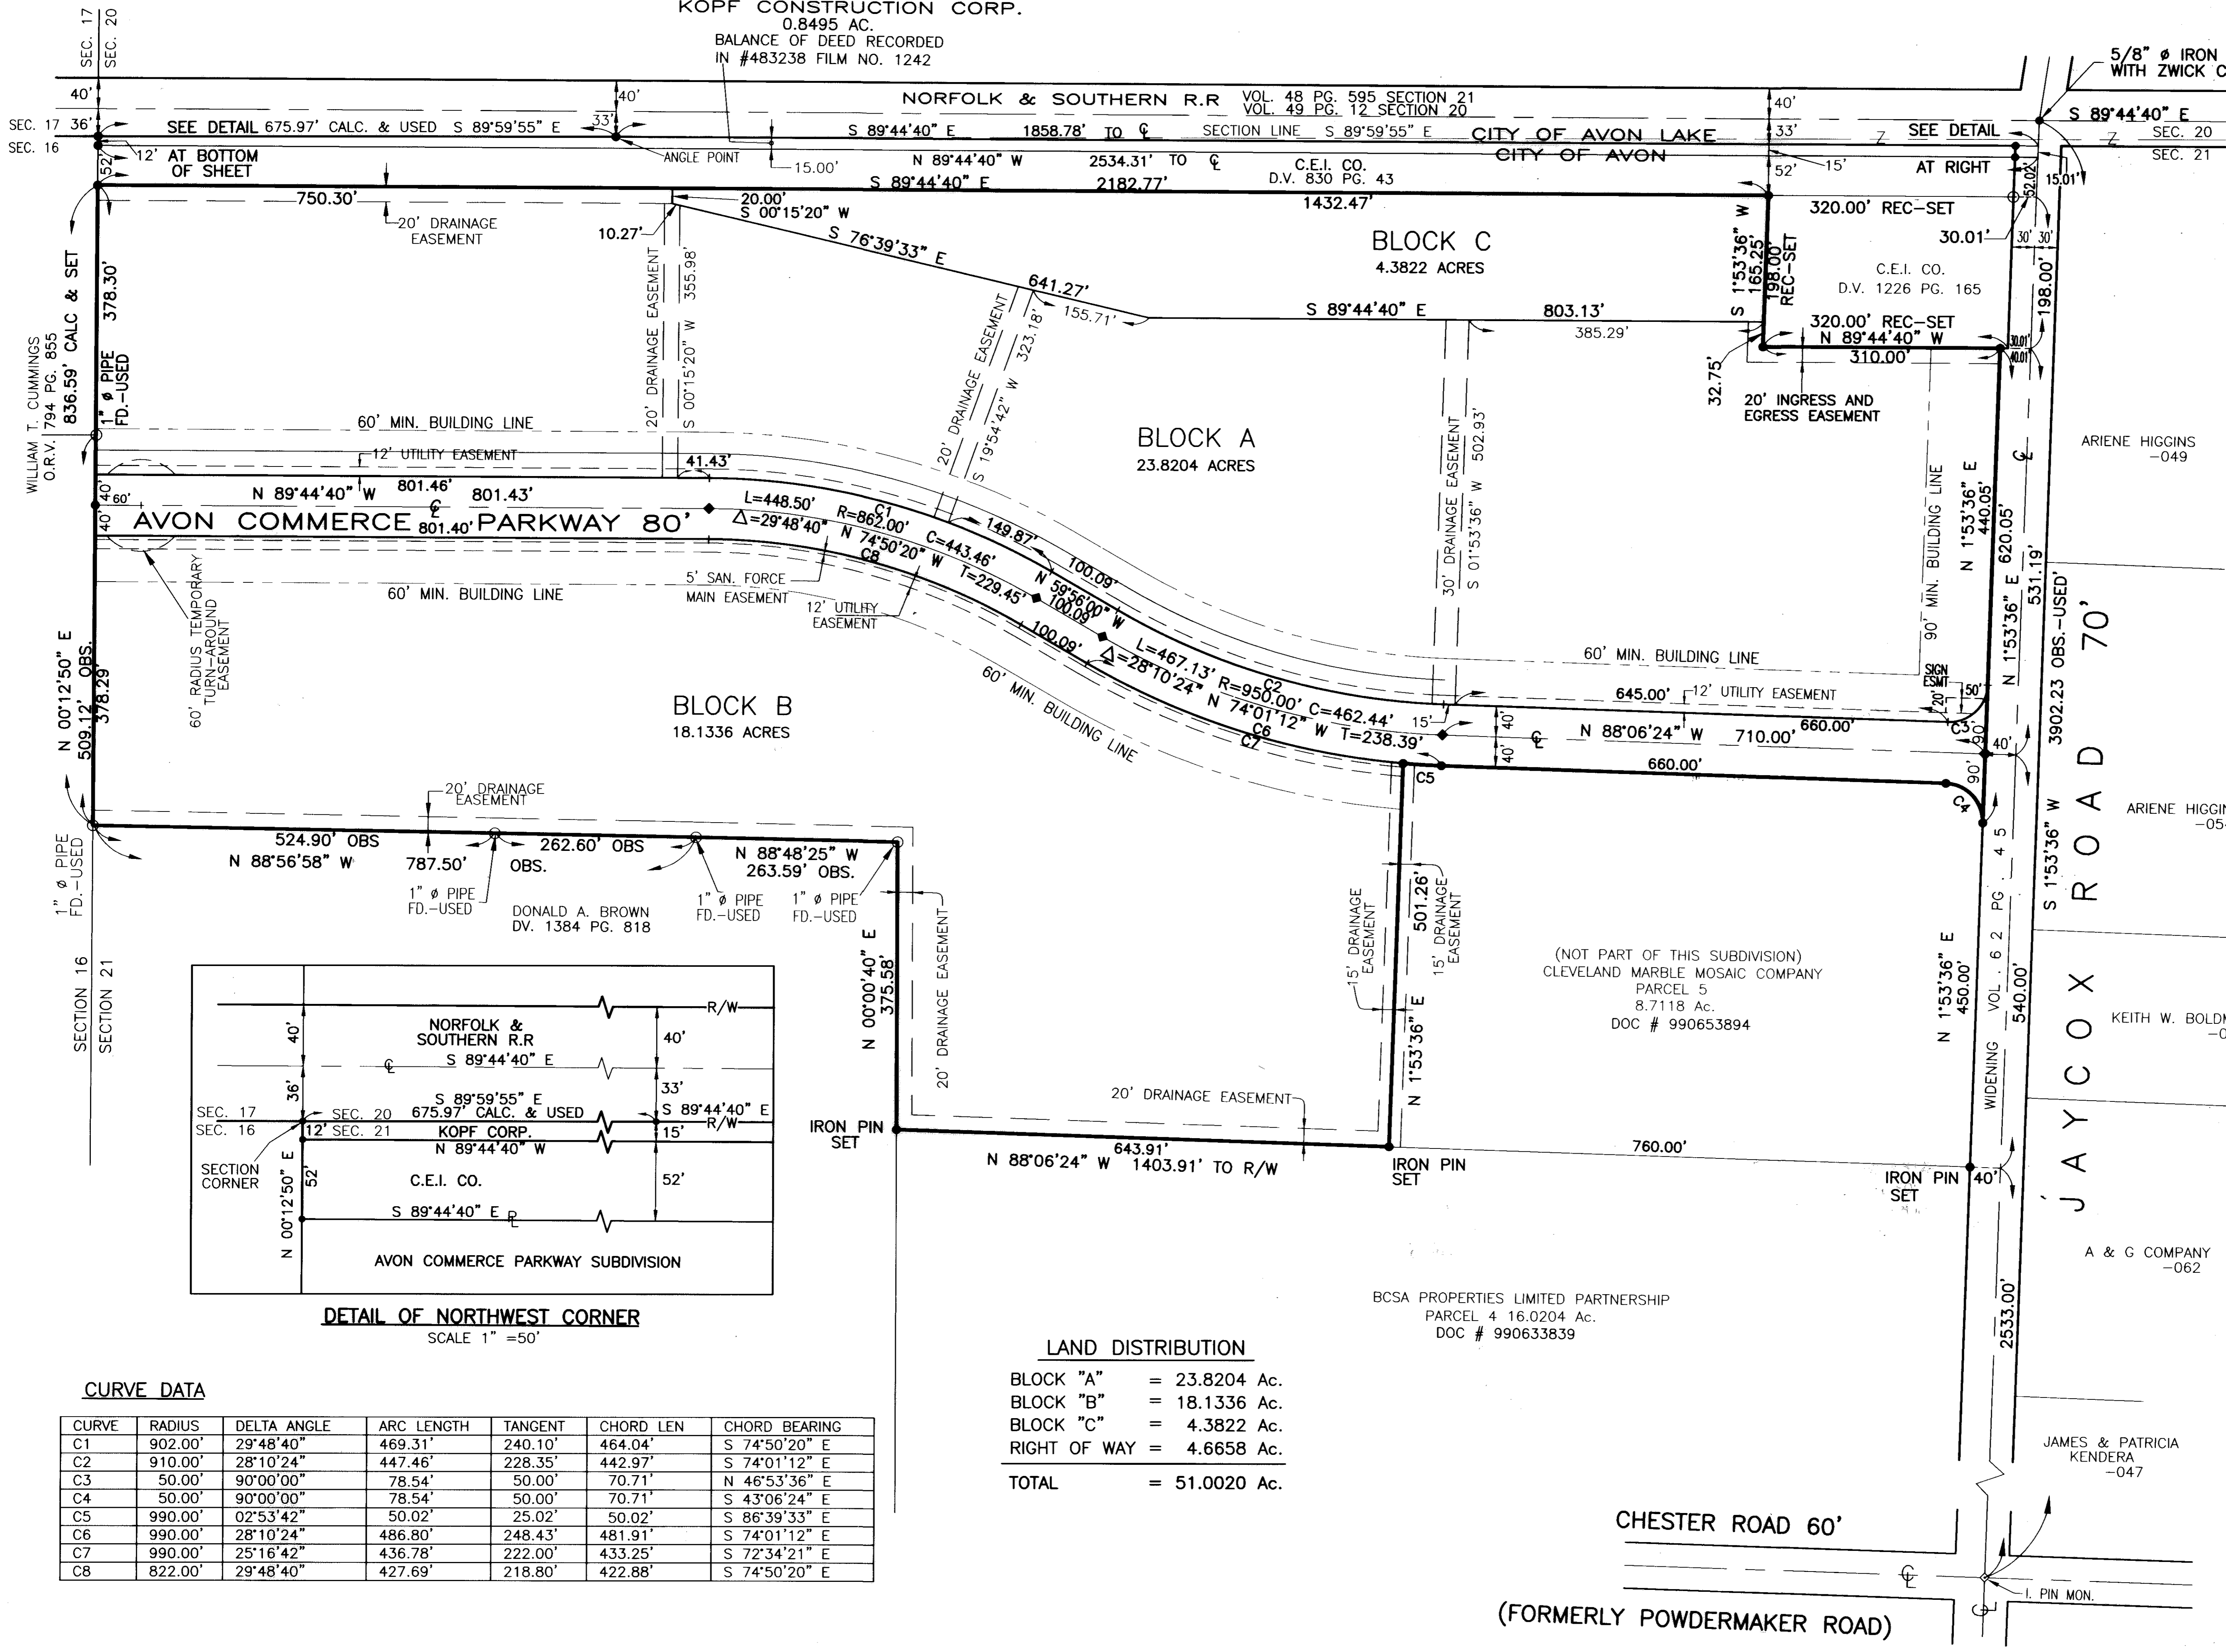 KOPF CONSTRUCTION CORP.
0.8495 AC.
BALANCE OF DEED RECORDED
IN #483238 FILM NO. 1242
SEC. 17
SEC. 20
5/8" ø IRON
WITH ZWICK C
40'
40'
NORFOLK & SOUTHERN R.R
VOL. 48 PG. 595 SECTION 21
VOL. 49 PG. 12 SECTION 20
40'
S 89°44'40" E
SEC. 17
36'
SEE DETAIL 675.97' CALC. & USED S 89°59'55" E
33'
S 89°44'40" E 1858.78' TO ℄
SECTION LINE S 89°59'55" E
CITY OF AVON LAKE
33'
SEE DETAIL
Z
Z
SEC. 20
SEC. 16
12'
AT BOTTOM
OF SHEET
52'
ANGLE POINT
15.00'
N 89°44'40" W 2534.31' TO ℄
C.E.I. CO.
D.V. 830 PG. 43
CITY OF AVON
52'
15'
AT RIGHT
SEC. 21
52.02'
15.01'
S 89°44'40" E 2182.77'
750.30'
20.00'
S 00°15'20" W
1432.47'
320.00' REC-SET
20' DRAINAGE
EASEMENT
10.27'
S 76°39'33" E
641.27'
BLOCK C
4.3822 ACRES
S 1°53'36" W
165.25'
198.00'
REC-SET
30.01'
30' 30'
C.E.I. CO.
D.V. 1226 PG. 165
198.00'
WILLIAM T. CUMMINGS
O.R.V. 794 PG. 855
836.59' CALC & SET
378.30'
1" ø PIPE
FD.-USED
20' DRAINAGE EASEMENT
S 00°15'20" W 355.98'
20' DRAINAGE EASEMENT
S 19°54'42" W 323.18'
155.71'
S 89°44'40" E 803.13'
385.29'
320.00' REC-SET
N 89°44'40" W
310.00'
30.01'
40.01'
32.75'
20' INGRESS AND
EGRESS EASEMENT
60' MIN. BUILDING LINE
BLOCK A
23.8204 ACRES
30' DRAINAGE EASEMENT
S 01°53'36" W 502.93'
90' MIN. BUILDING LINE
N 1°53'36" E
440.05'
N 1°53'36" E 620.05'
℄
531.19'
ARIENE HIGGINS
-049
12' UTILITY EASEMENT
41.43'
40'
40'
60'
N 89°44'40" W 801.46' 801.43'
℄
AVON COMMERCE PARKWAY 80'
801.40'
L=448.50'
R=862.00'
C1
△=29°48'40"
N 74°50'20" W
C=443.46'
T=229.45'
C8
149.87'
100.09'
N 59°56'00" W
100.09'
100.09'
60' RADIUS TEMPORARY
TURN-AROUND
EASEMENT
60' MIN. BUILDING LINE
5' SAN. FORCE
MAIN EASEMENT
12' UTILITY
EASEMENT
L=467.13' R=950.00' C=462.44'
△=28°10'24" N 74°01'12" W T=238.39'
C2
C6
C7
60' MIN. BUILDING LINE
60' MIN. BUILDING LINE
645.00'
12' UTILITY EASEMENT
660.00'
SIGN
ESMT
20'
50'
C3
90'
15'
40'
40'
℄
N 88°06'24" W 710.00'
660.00'
40'
90'
C5
C4
N 00°12'50" E
509.12' OBS.
378.29'
BLOCK B
18.1336 ACRES
3902.23 OBS.-USED'
S 1°53'36" W
JAYCOX ROAD 70'
ARIENE HIGGI
-05
20' DRAINAGE
EASEMENT
524.90' OBS
262.60' OBS
N 88°56'58" W 787.50' OBS.
N 88°48'25" W
263.59' OBS.
1" ø PIPE
FD.-USED
1" ø PIPE
FD.-USED
1" ø PIPE
FD.-USED
1" ø PIPE
FD.-USED
DONALD A. BROWN
DV. 1384 PG. 818
SECTION 16
SECTION 21
N 00°00'40" E
375.58'
20' DRAINAGE EASEMENT
15' DRAINAGE
EASEMENT
501.26'
15' DRAINAGE
EASEMENT
N 1°53'36" E
(NOT PART OF THIS SUBDIVISION)
CLEVELAND MARBLE MOSAIC COMPANY
PARCEL 5
8.7118 Ac.
DOC # 990653894
N 1°53'36" E
450.00'
WIDENING VOL. 62 PG. 45
540.00'
KEITH W. BOLD
20' DRAINAGE EASEMENT
IRON PIN
SET
643.91'
N 88°06'24" W 1403.91' TO R/W
IRON PIN
SET
760.00'
IRON PIN
SET
40'
40'
NORFOLK &
SOUTHERN R.R
R/W
40'
℄
S 89°44'40" E
36'
33'
S 89°59'55" E
675.97' CALC. & USED
SEC. 17
SEC. 20
S 89°44'40" E
R/W
SEC. 16
12'
SEC. 21
KOPF CORP.
15'
N 89°44'40" W
SECTION
CORNER
52'
C.E.I. CO.
52'
N 00°12'50" E
S 89°44'40" E ⅊
AVON COMMERCE PARKWAY SUBDIVISION
DETAIL OF NORTHWEST CORNER
SCALE 1" =50'
BCSA PROPERTIES LIMITED PARTNERSHIP
PARCEL 4 16.0204 Ac.
DOC # 990633839
A & G COMPANY
-062
2533.00'
LAND DISTRIBUTION
BLOCK "A" = 23.8204 Ac.
BLOCK "B" = 18.1336 Ac.
BLOCK "C" = 4.3822 Ac.
RIGHT OF WAY = 4.6658 Ac.
TOTAL = 51.0020 Ac.
CURVE DATA
CURVE RADIUS DELTA ANGLE ARC LENGTH TANGENT CHORD LEN CHORD BEARING
C1 902.00' 29°48'40" 469.31' 240.10' 464.04' S 74°50'20" E
C2 910.00' 28°10'24" 447.46' 228.35' 442.97' S 74°01'12" E
C3 50.00' 90°00'00" 78.54' 50.00' 70.71' N 46°53'36" E
C4 50.00' 90°00'00" 78.54' 50.00' 70.71' S 43°06'24" E
C5 990.00' 02°53'42" 50.02' 25.02' 50.02' S 86°39'33" E
C6 990.00' 28°10'24" 486.80' 248.43' 481.91' S 74°01'12" E
C7 990.00' 25°16'42" 436.78' 222.00' 433.25' S 72°34'21" E
C8 822.00' 29°48'40" 427.69' 218.80' 422.88' S 74°50'20" E
JAMES & PATRICIA
KENDERA
-047
CHESTER ROAD 60'
℄
℄
I. PIN MON.
(FORMERLY POWDERMAKER ROAD)